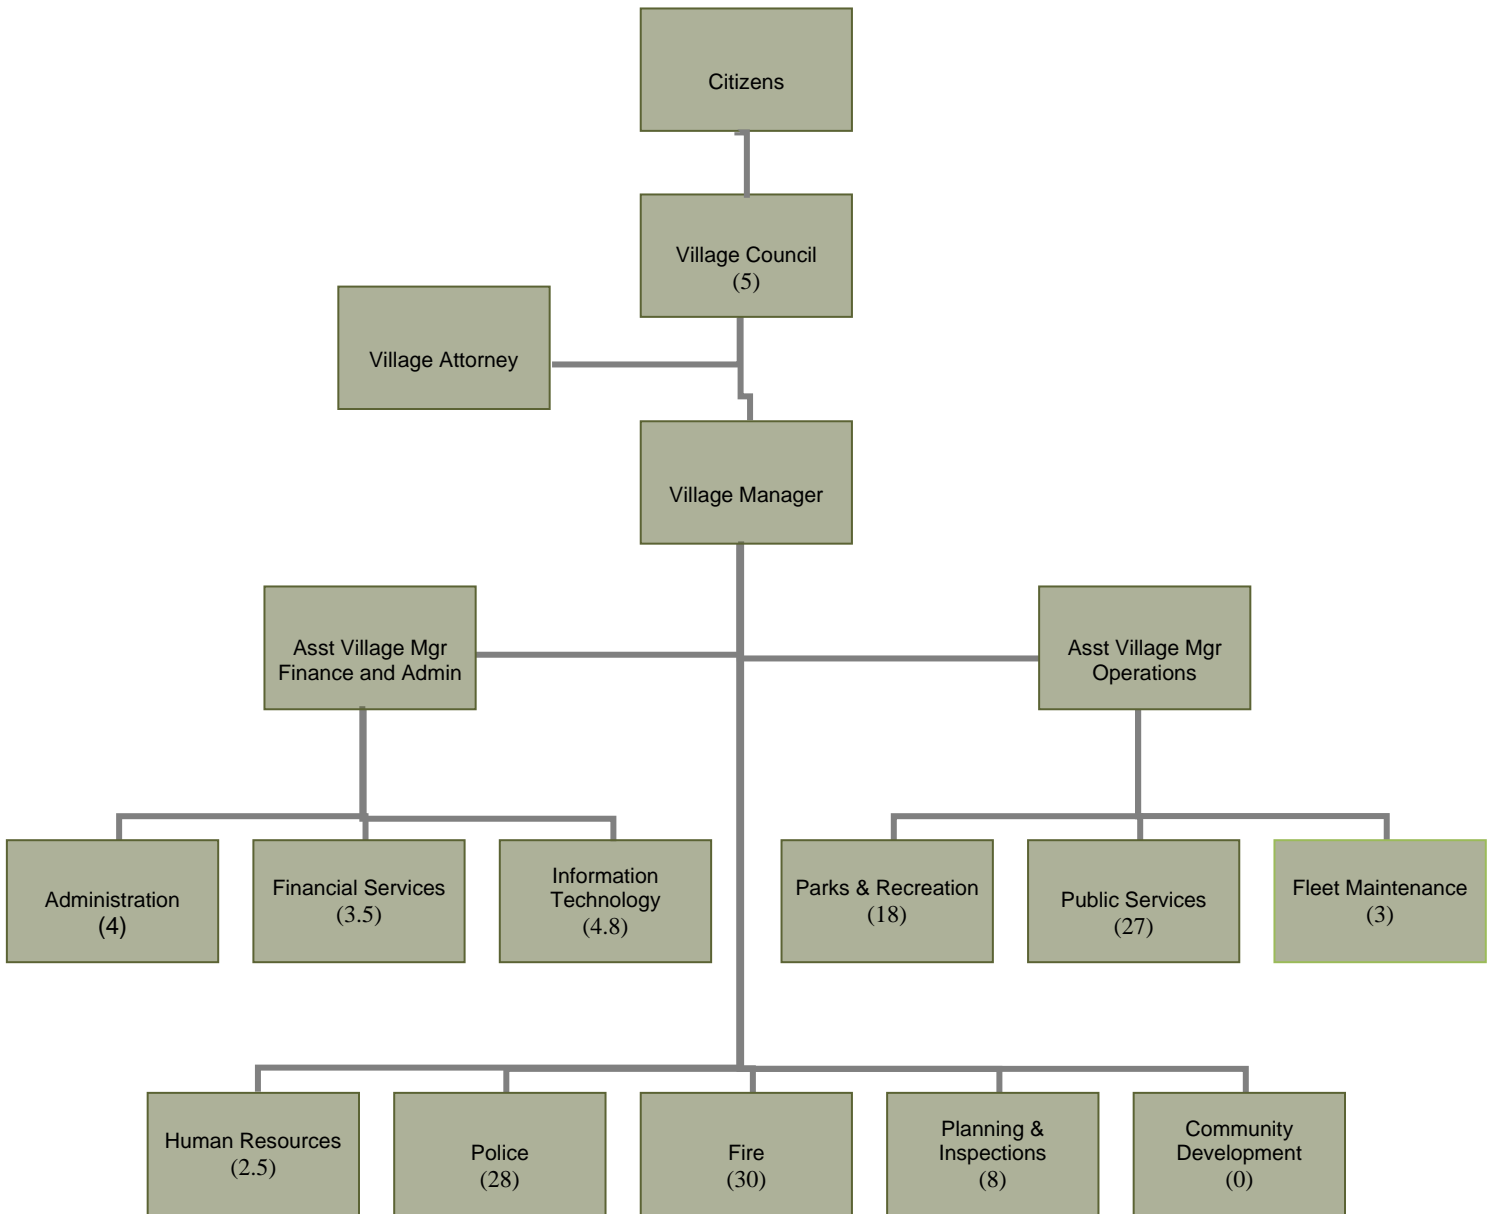 Citizens
Village Council
(5)
Village Attorney
Village Manager
Asst Village Mgr
Finance and Admin
Asst Village Mgr
Operations
Administration
(4)
Financial Services
(3.5)
Information
Technology
(4.8)
Parks & Recreation
(18)
Public Services
(27)
Fleet Maintenance
(3)
Human Resources
(2.5)
Police
(28)
Fire
(30)
Planning &
Inspections
(8)
Community
Development
(0)